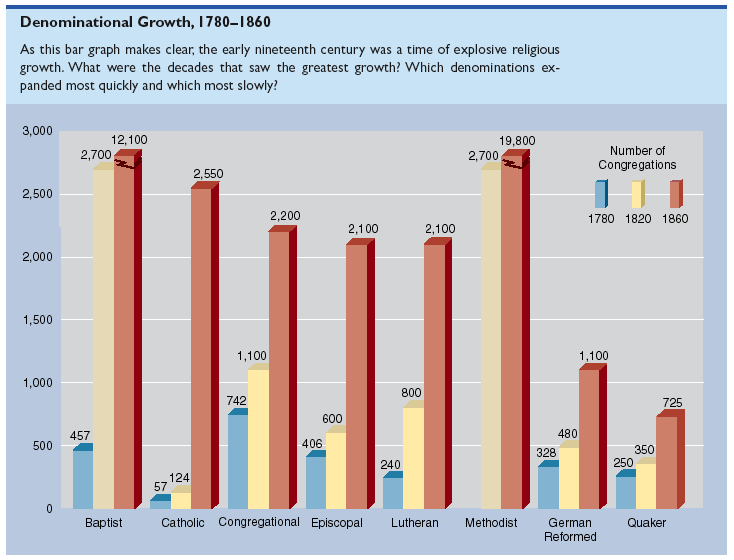 Denominational Growth, 1780–1860
As this bar graph makes clear, the early nineteenth century was a time of explosive religious
growth. What were the decades that saw the greatest growth? Which denominations ex-
panded most quickly and which most slowly?
3,000
2,500
2,000
1,500
1,000
500
0
457
2,700
12,100
57
124
2,550
742
1,100
2,200
406
600
2,100
240
800
2,100
2,700
19,800
328
480
1,100
250
350
725
Number of
Congregations
1780 1820 1860
Baptist
Catholic
Congregational
Episcopal
Lutheran
Methodist
German
Reformed
Quaker